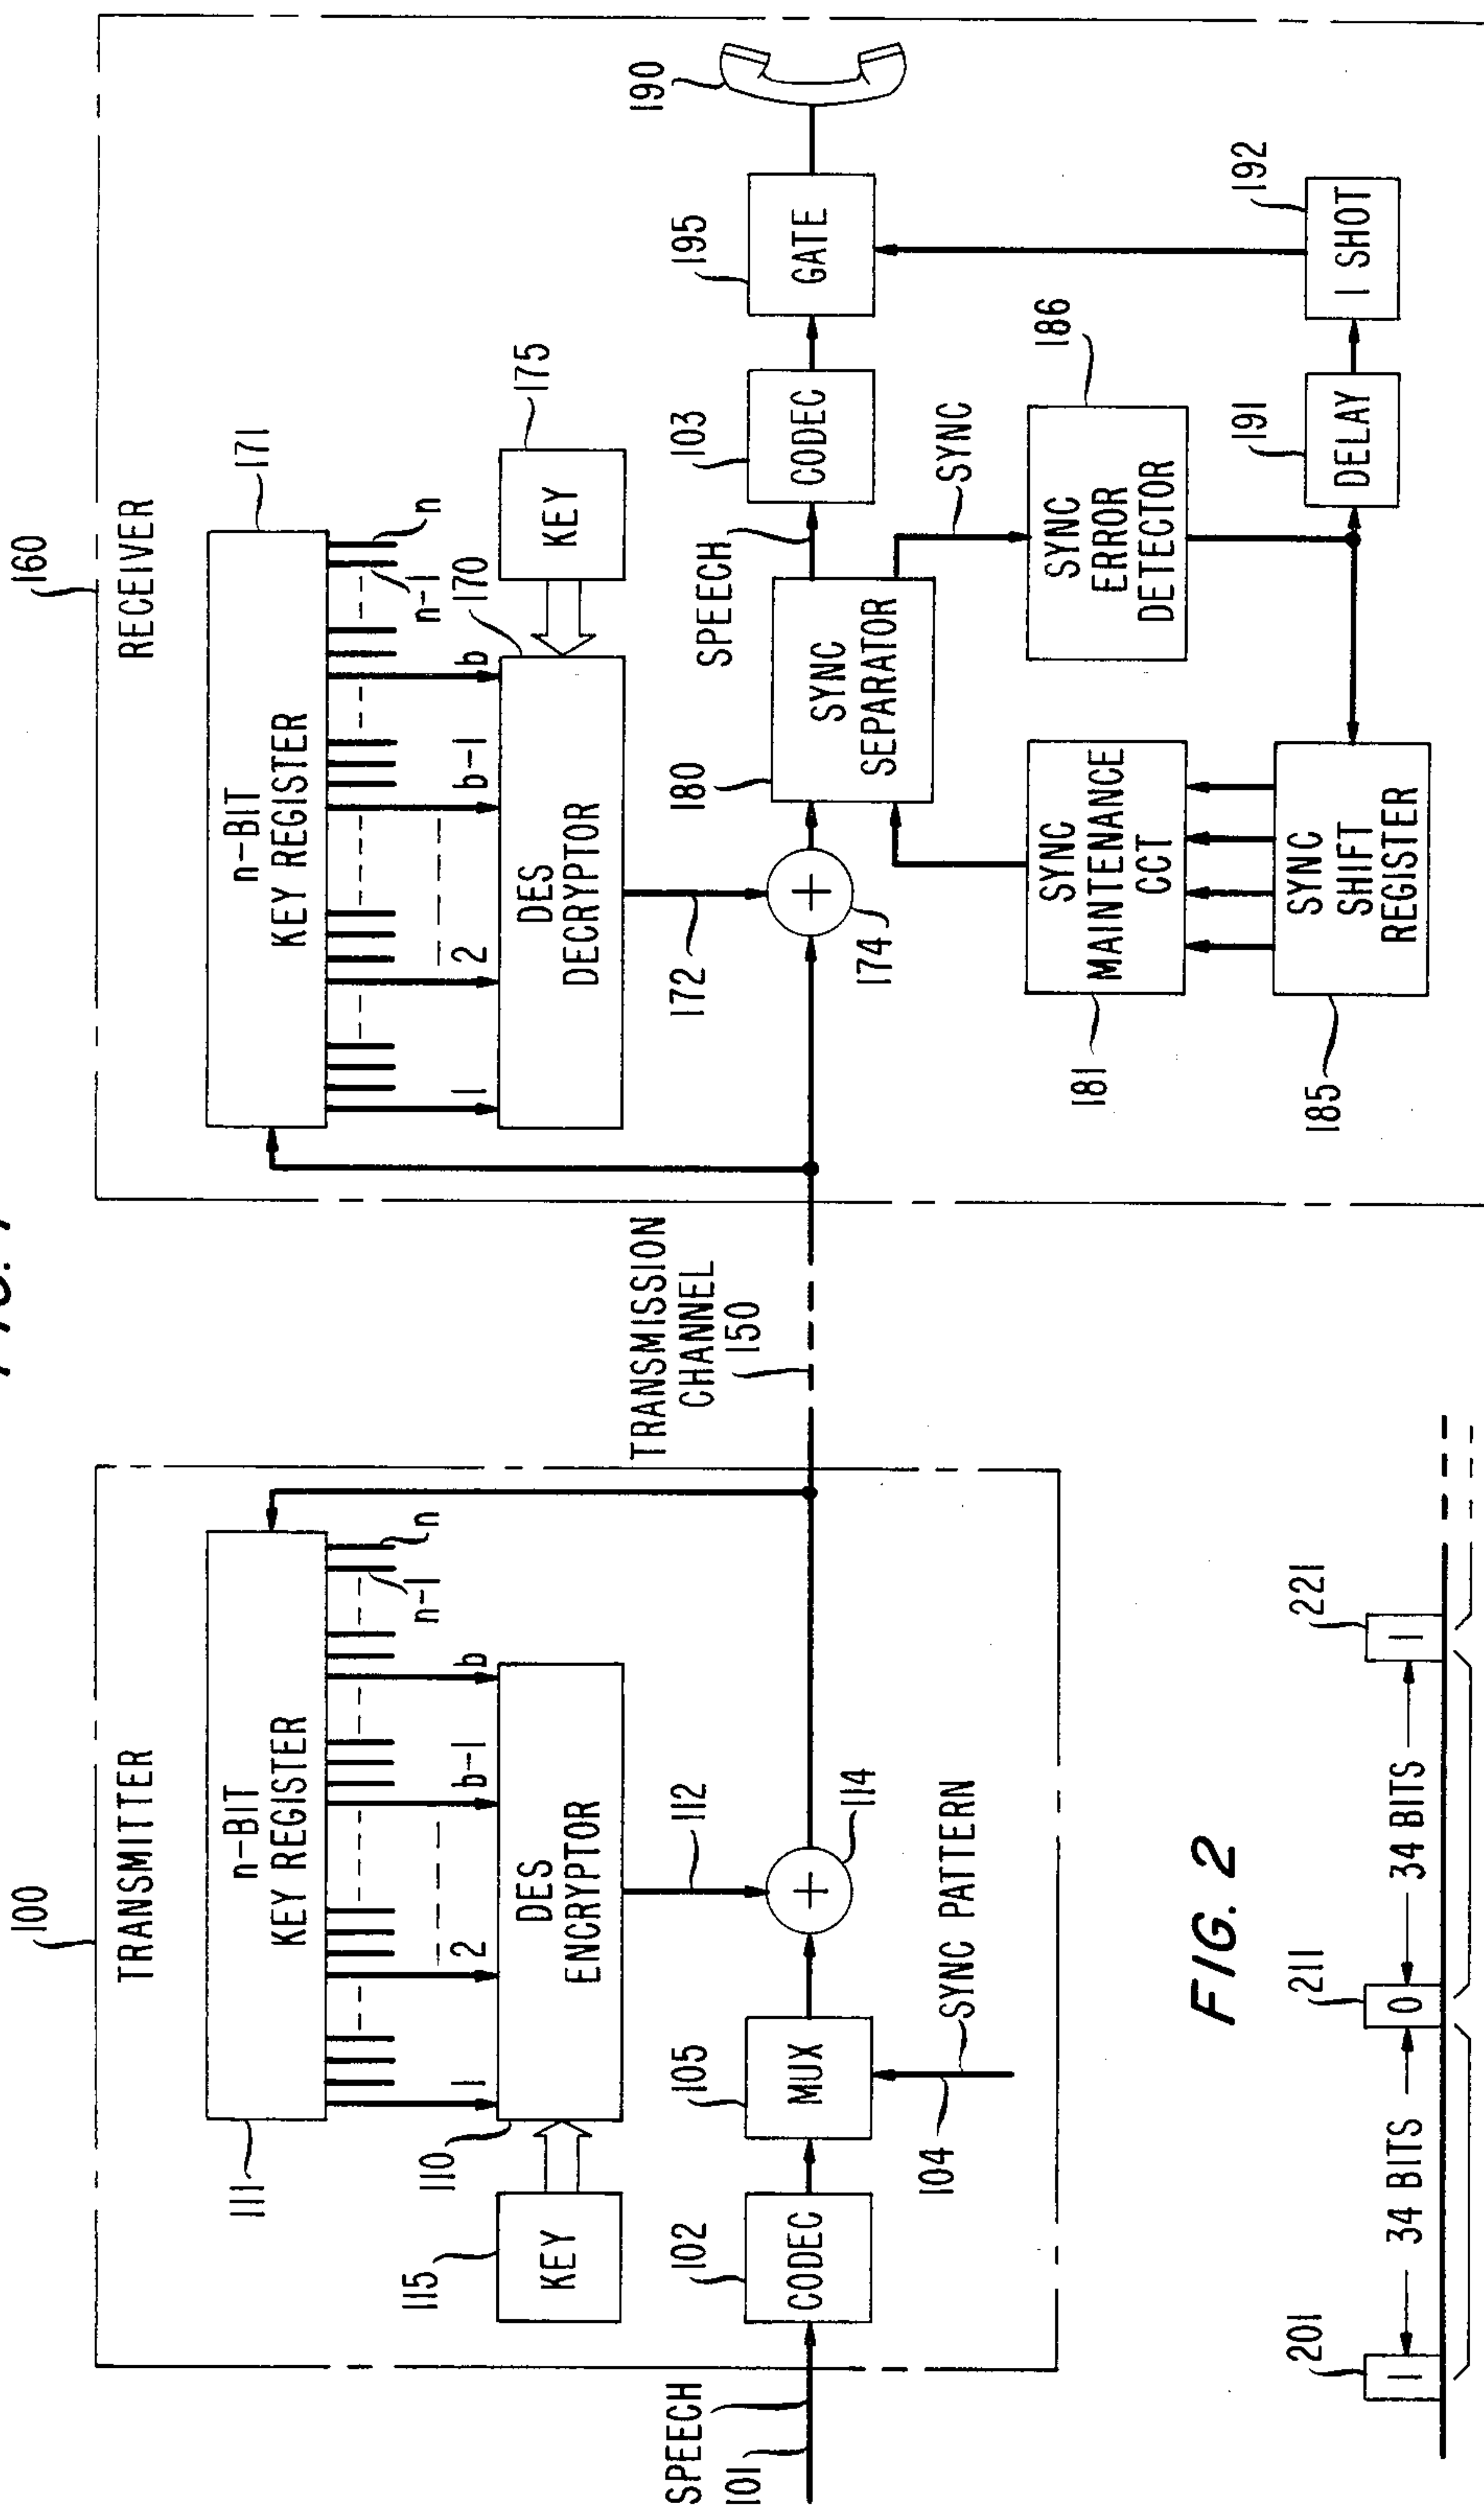 100
TRANSMITTER
n-BIT
KEY REGISTER
111
1
2
b-1
b
n-1
n
110
DES
ENCRYPTOR
115
KEY
112
114
SPEECH
101
102
CODEC
105
MUX
104
SYNC PATTERN
TRANSMISSION
CHANNEL
150
160
RECEIVER
n-BIT
KEY REGISTER
171
1
2
b-1
b
n-1
n
170
DES
DECRYPTOR
175
KEY
172
174
180
SYNC
SEPARATOR
SPEECH
103
CODEC
195
GATE
190
SYNC
181
SYNC
MAINTENANCE
CCT
186
SYNC
ERROR
DETECTOR
185
SYNC
SHIFT
REGISTER
191
DELAY
192
1 SHOT
FIG. 2
201
1
34 BITS
211
0
34 BITS
221
1